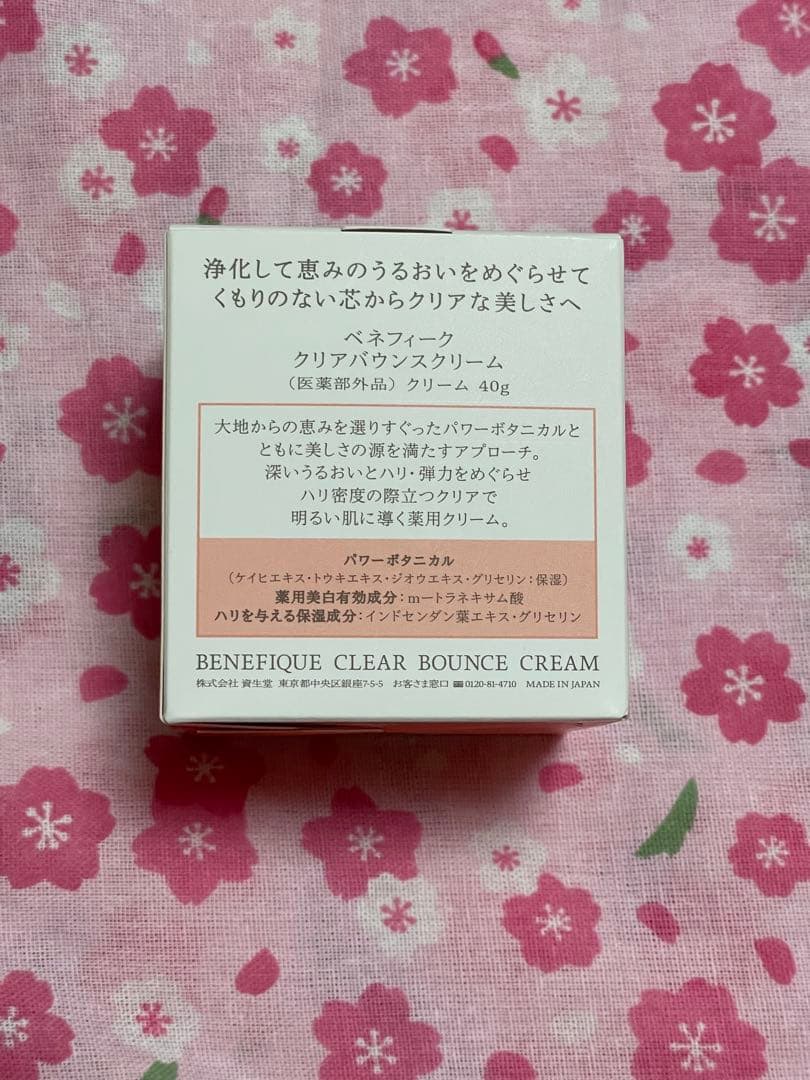 浄化して恵みのうるおいをめぐらせて
くもりのない芯からクリアな美しさへ
ベネフィーク
クリアバウンスクリーム
（医薬部外品）クリーム 40g
大地からの恵みを選りすぐったパワーボタニカルと
ともに美しさの源を満たすアプローチ。
深いうるおいとハリ・弾力をめぐらせ
ハリ密度の際立つクリアで
明るい肌に導く薬用クリーム。
パワーボタニカル
（ケイヒエキス・トウキエキス・ジオウエキス・グリセリン：保湿）
薬用美白有効成分：m－トラネキサム酸
ハリを与える保湿成分：インドセンダン葉エキス・グリセリン
BENEFIQUE CLEAR BOUNCE CREAM
株式会社 資生堂 東京都中央区銀座7-5-5 お客さま窓口 0120-81-4710 MADE IN JAPAN